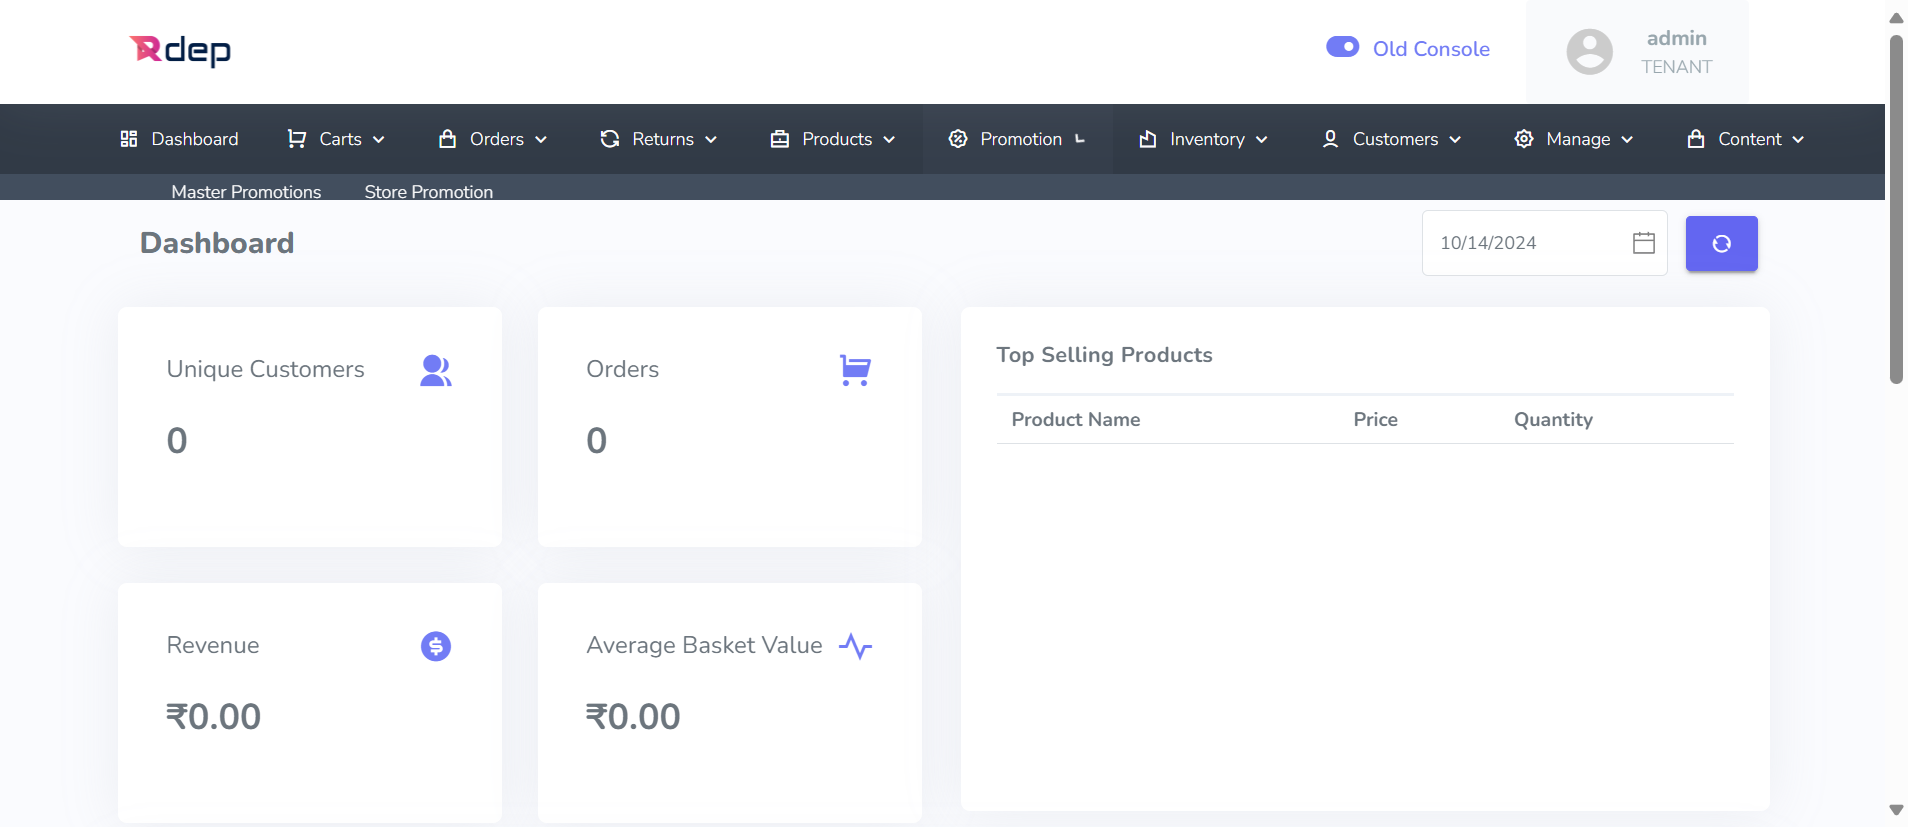 Rdep
Old Console
admin
TENANT
Dashboard Carts Orders Returns Products Promotion Inventory Customers Manage Content
Master Promotions Store Promotion
Dashboard
10/14/2024
Unique Customers
0
Orders
0
Top Selling Products
Product Name Price Quantity
Revenue
₹0.00
Average Basket Value
₹0.00